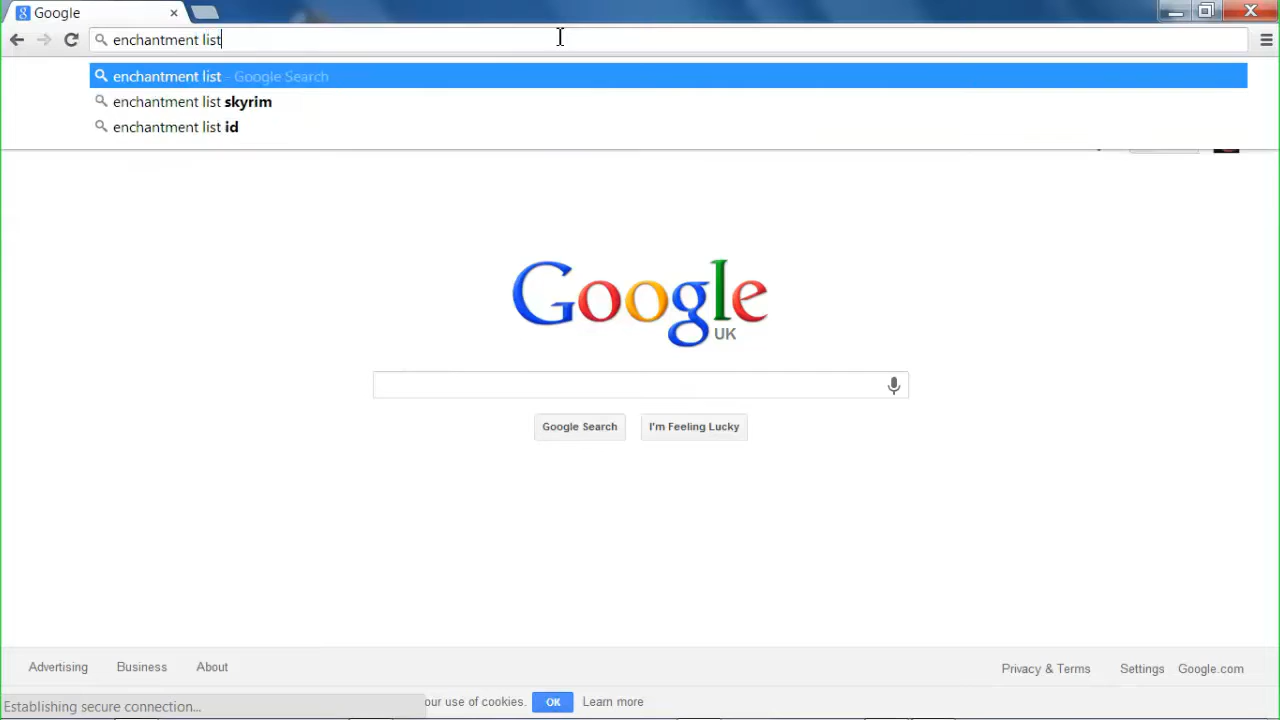 Google
enchantment list
enchantment list - Google Search
enchantment list skyrim
enchantment list id
Google
UK
Google Search
I'm Feeling Lucky
Advertising Business About
Privacy & Terms Settings Google.com
Establishing secure connection...
our use of cookies. OK Learn more